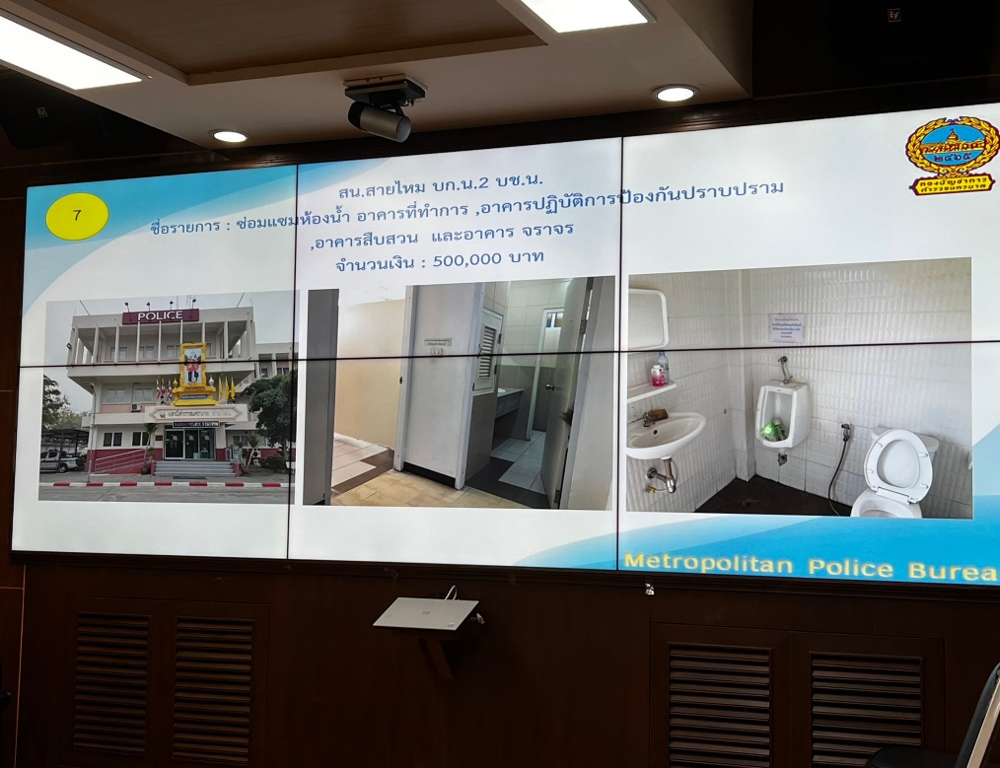 7
สน.สายไหม บก.น.2 บช.น.
ชื่อรายการ : ซ่อมแซมห้องน้ำ อาคารที่ทำการ ,อาคารปฏิบัติการป้องกันปราบปราม
,อาคารสืบสวน และอาคาร จราจร
จำนวนเงิน : 500,000 บาท
๒๔๖๕
กองบัญชาการ
ตำรวจนครบาล
POLICE
Metropolitan Police Burea